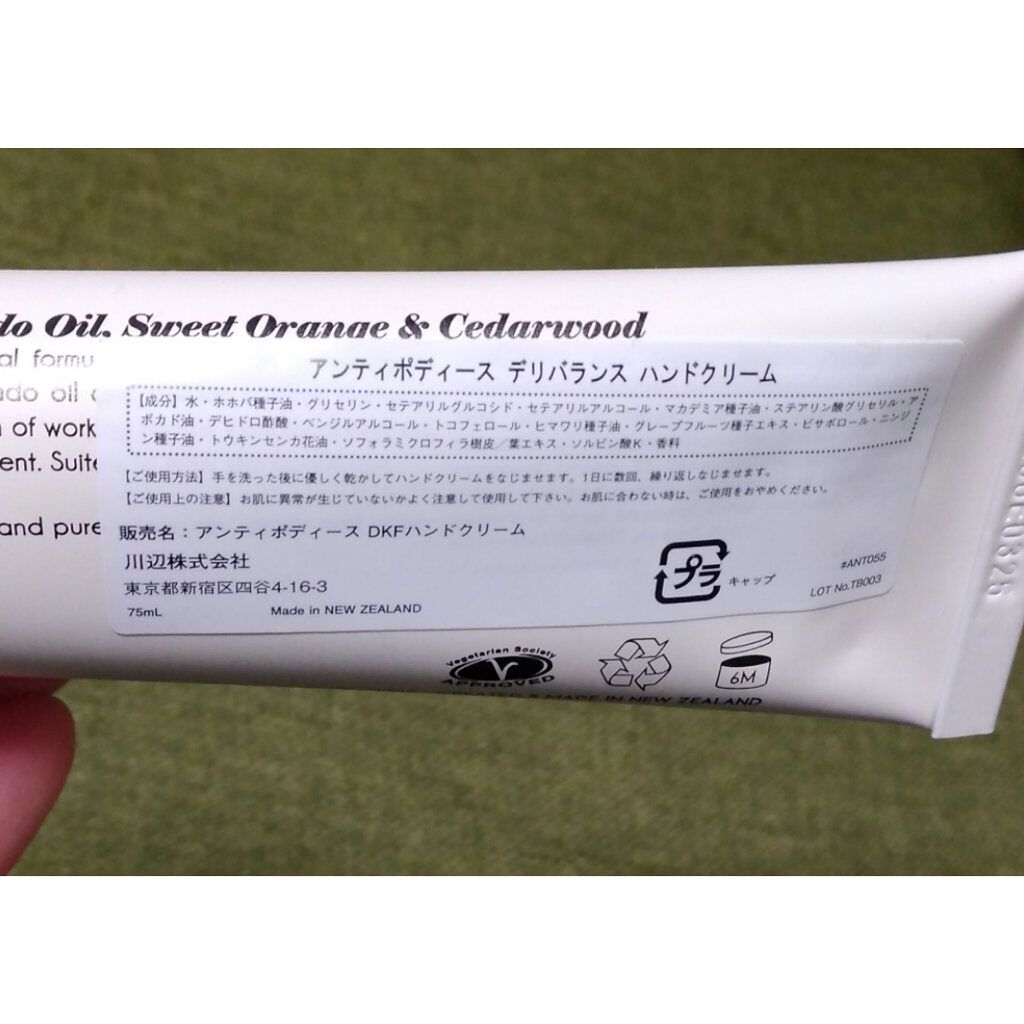 do Oil, Sweet Orange & Cedarwood
al formu
ado oil
n of work
ent. Suite
and pure
アンティポディース デリバランス ハンドクリーム
【成分】水・ホホバ種子油・グリセリン・セテアリルグルコシド・セテアリルアルコール・マカデミア種子油・ステアリン酸グリセリル・ア
ボカド油・デヒドロ酢酸・ベンジルアルコール・トコフェロール・ヒマワリ種子油・グレープフルーツ種子エキス・ビサボロール・ニンジ
ン種子油・トウキンセンカ花油・ソフォラミクロフィラ樹皮/葉エキス・ソルビン酸K・香料
【ご使用方法】手を洗った後に優しく乾かしてハンドクリームをなじませます。1日に数回、繰り返しなじませます。
【ご使用上の注意】お肌に異常が生じていないかよく注意して使用して下さい。お肌に合わない時は、ご使用をおやめください。
販売名：アンティポディース DKFハンドクリーム
川辺株式会社
東京都新宿区四谷4-16-3
75mL Made in NEW ZEALAND
プラ キャップ
#ANT055
LOT No.TB003
Vegetarian Society
V
APPROVED
6M
MADE IN NEW ZEALAND